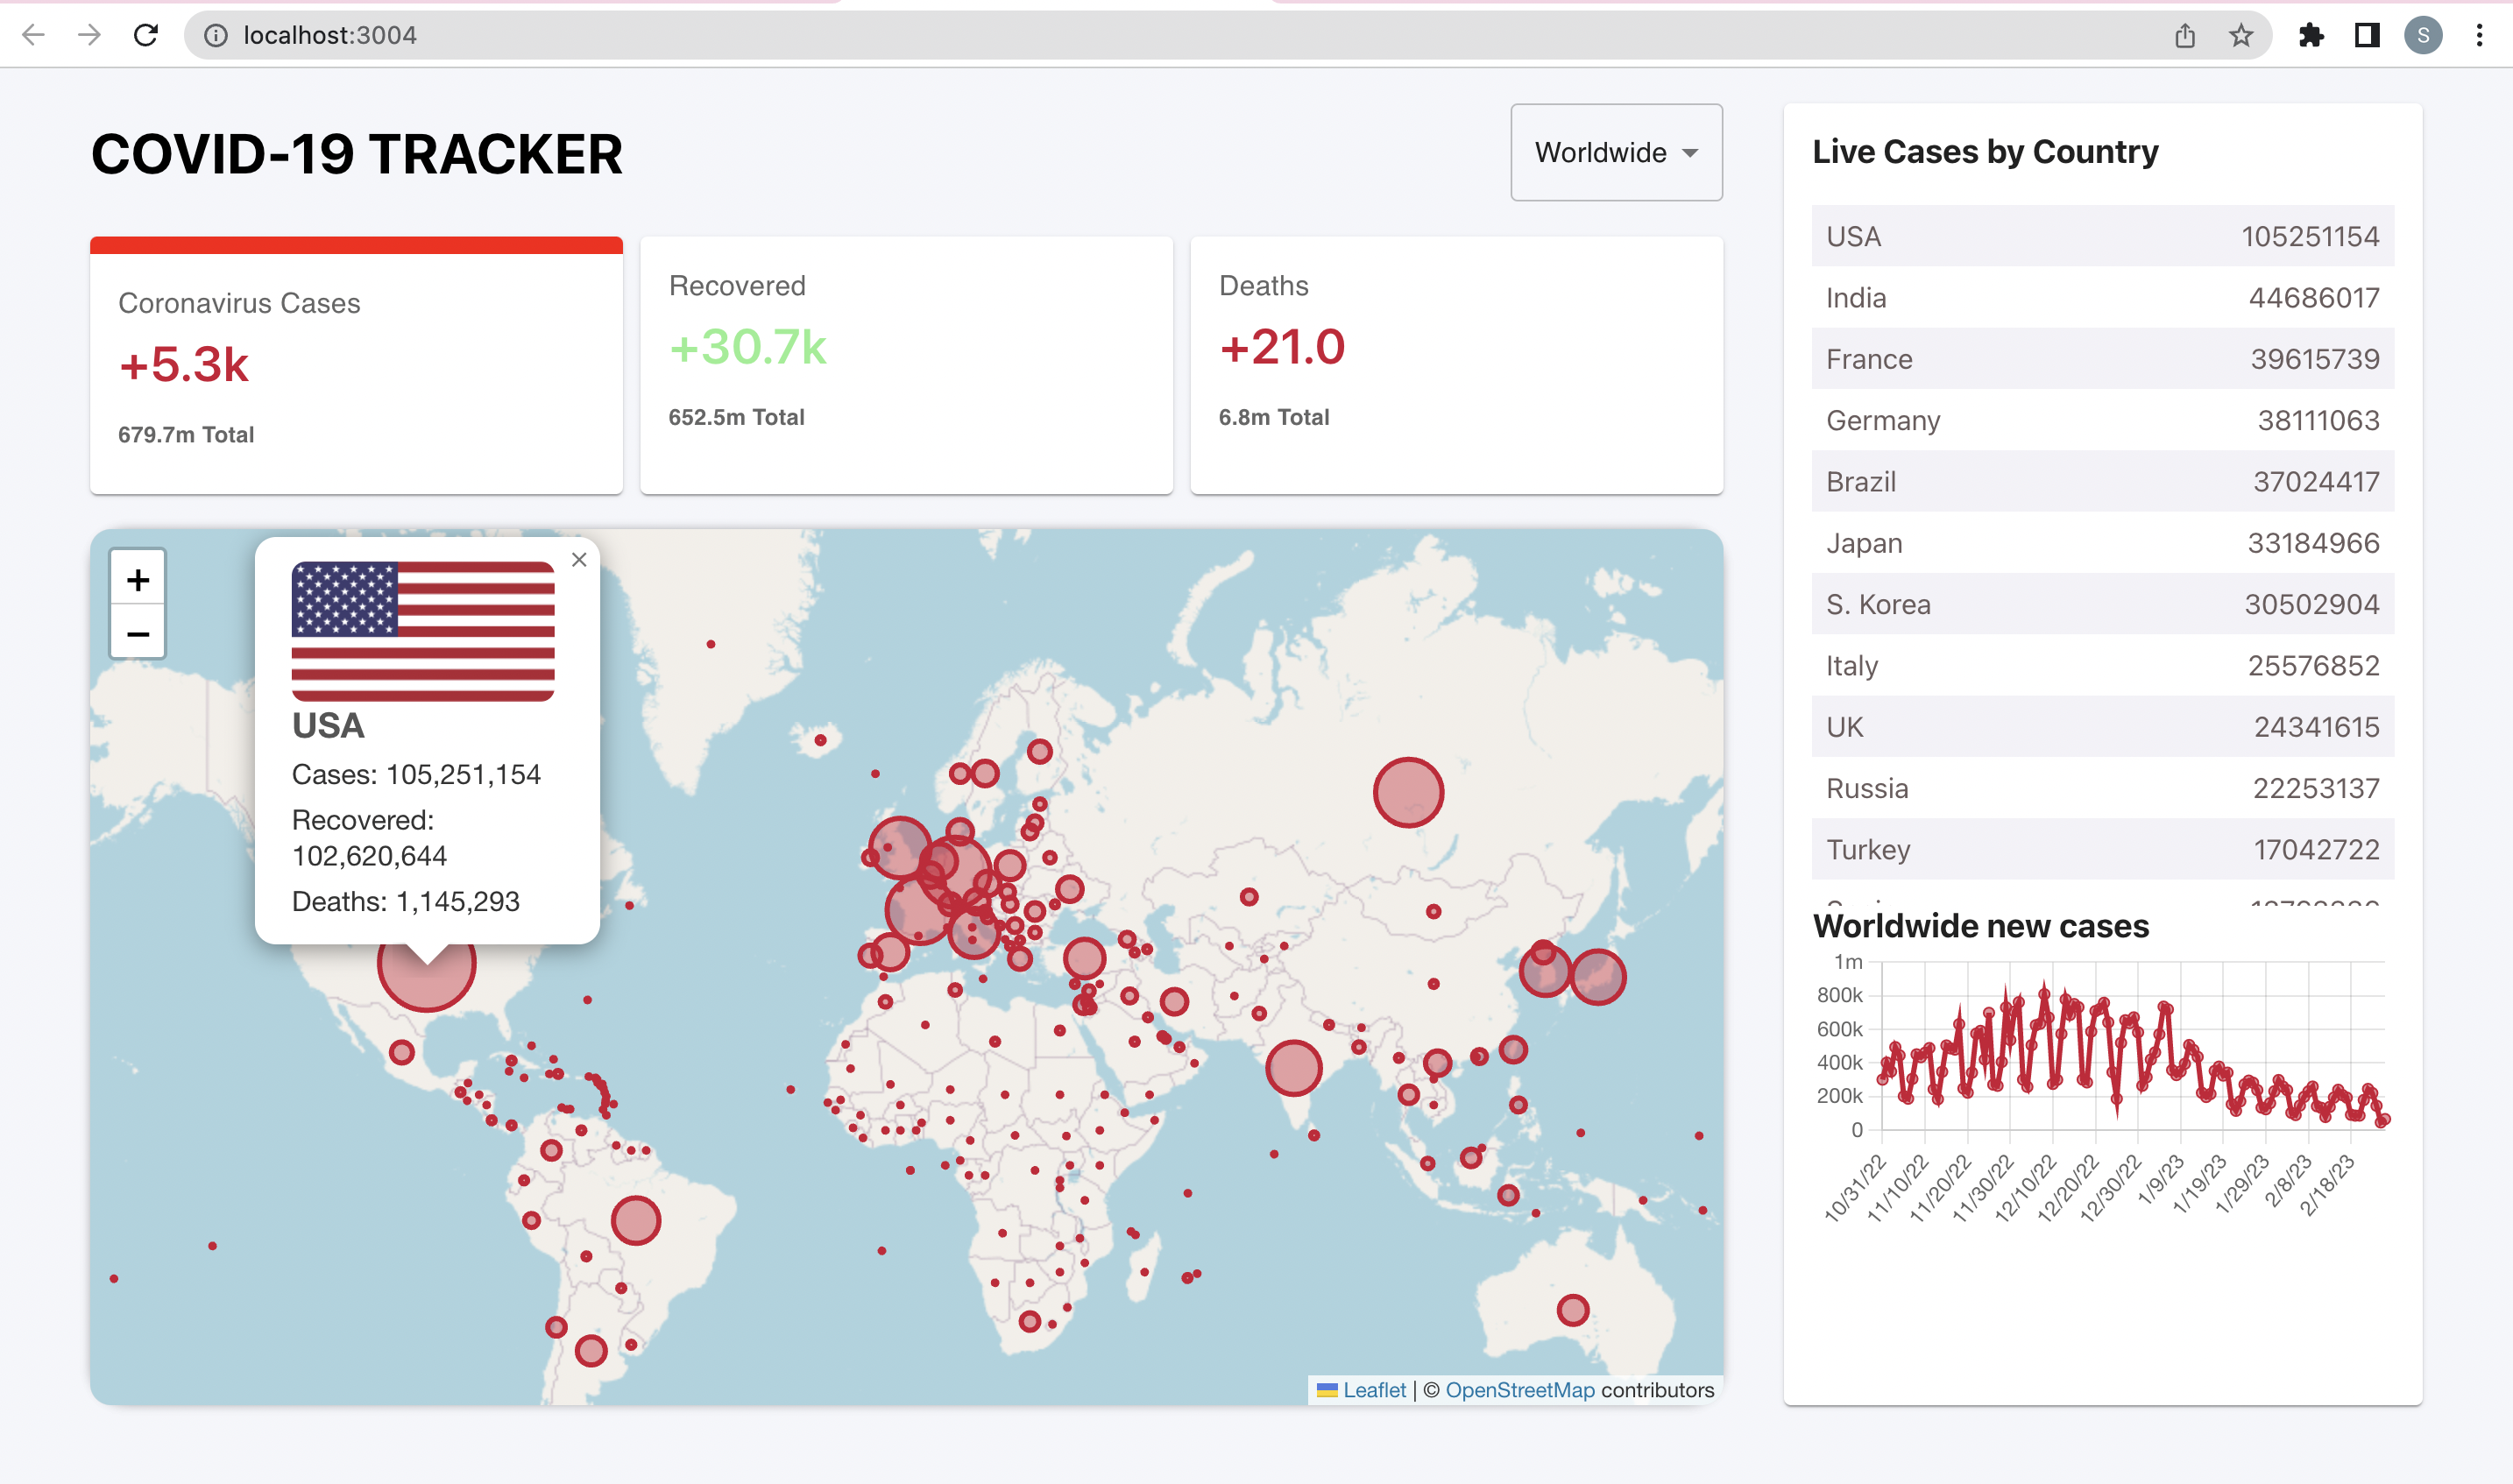 localhost:3004
S
COVID-19 TRACKER
Worldwide
Coronavirus Cases
+5.3k
679.7m Total
Recovered
+30.7k
652.5m Total
Deaths
+21.0
6.8m Total
+
−
×
USA
Cases: 105,251,154
Recovered:
102,620,644
Deaths: 1,145,293
Leaflet | © OpenStreetMap contributors
Live Cases by Country
USA 105251154
India 44686017
France 39615739
Germany 38111063
Brazil 37024417
Japan 33184966
S. Korea 30502904
Italy 25576852
UK 24341615
Russia 22253137
Turkey 17042722
Worldwide new cases
1m
800k
600k
400k
200k
0
10/31/22
11/10/22
11/20/22
11/30/22
12/10/22
12/20/22
12/30/22
1/9/23
1/19/23
1/29/23
2/8/23
2/18/23